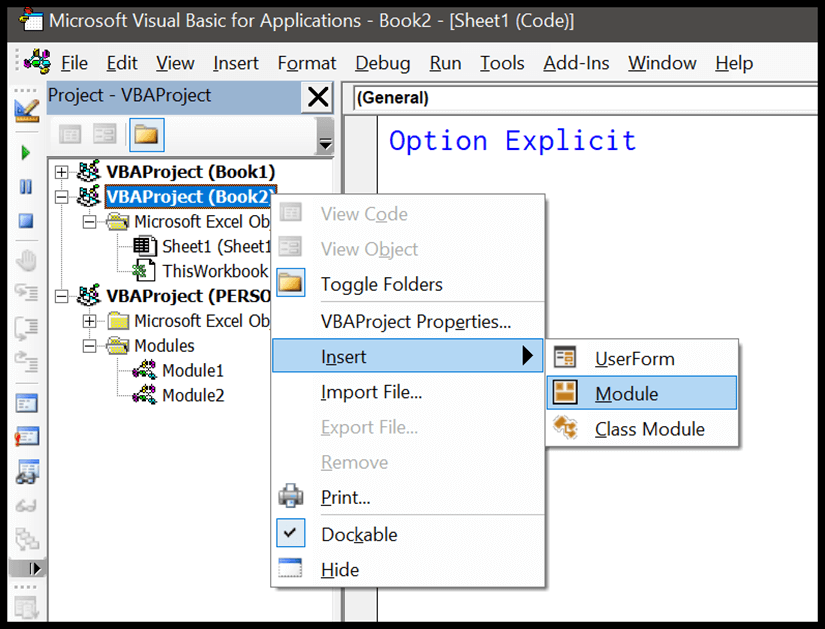 Microsoft Visual Basic for Applications - Book2 - [Sheet1 (Code)]
File Edit View Insert Format Debug Run Tools Add-Ins Window Help
Project - VBAProject
(General)
Option Explicit
VBAProject (Book1)
VBAProject (Book2)
Microsoft Excel Ob
Sheet1 (Sheet1
ThisWorkbook
VBAProject (PERSO
Microsoft Excel Ob
Modules
Module1
Module2
View Code
View Object
Toggle Folders
VBAProject Properties...
Insert
Import File...
Export File...
Remove
Print...
Dockable
Hide
UserForm
Module
Class Module